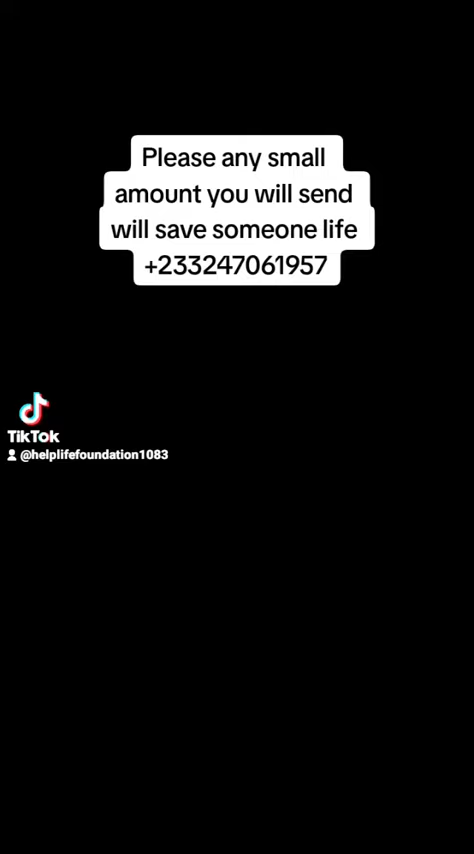 Please any small
amount you will send
will save someone life
+233247061957
TikTok
@helplifefoundation1083